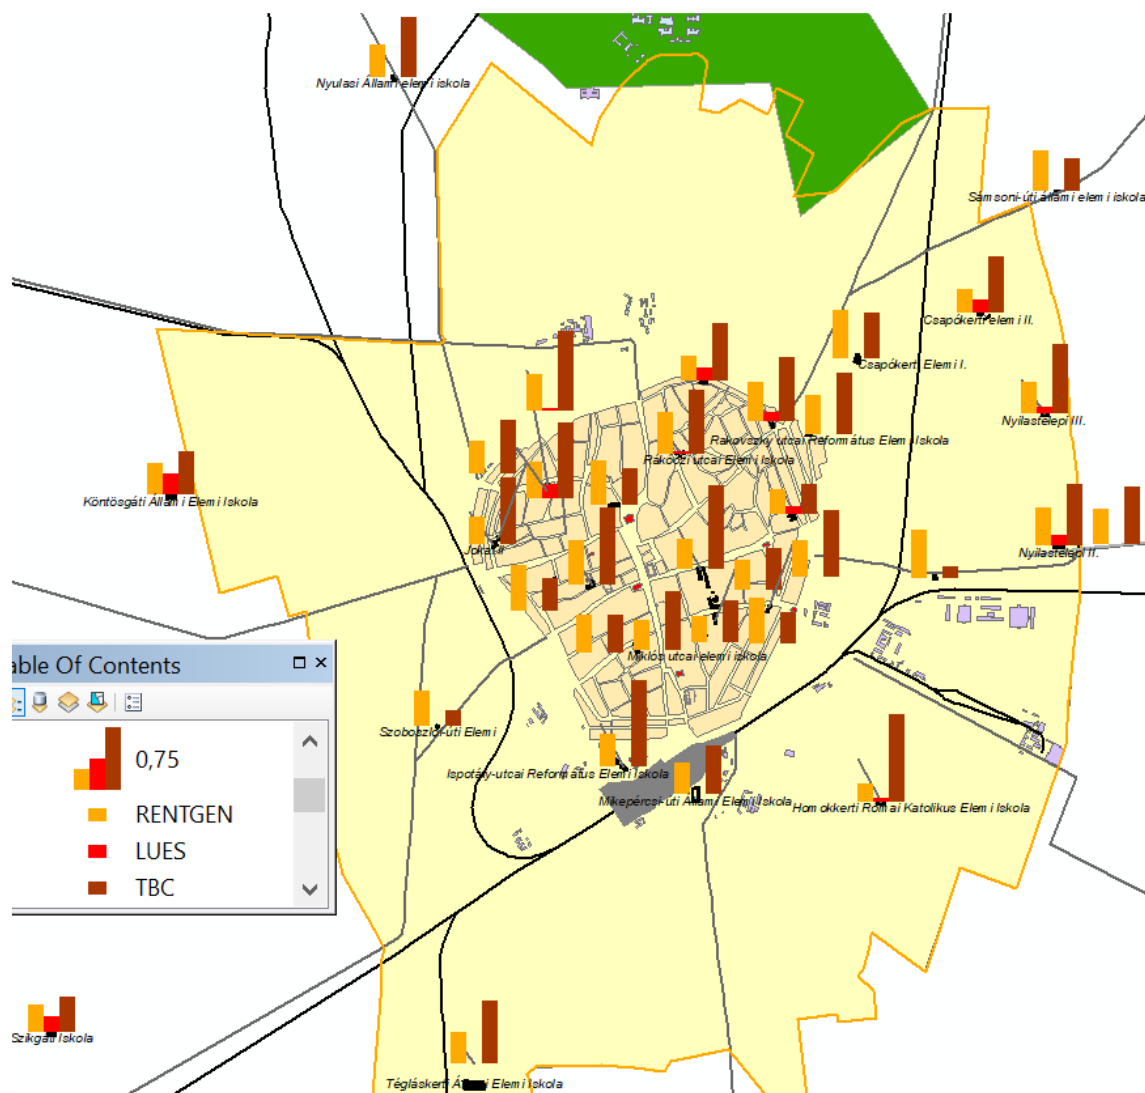 Nyulasi Állami elemi iskola
Sámsoni-úti állami elemi iskola
Csapókerti elemi II.
Csapókerti Elemi I.
Nyilastelepi III.
Rakovszky utcai Református Elemi Iskola
Rákóczi utcai Elemi Iskola
Köntösgáti Állami Elemi Iskola
Jókai II
Nyilastelepi II.
Miklós utcai elemi iskola
able Of Contents
0,75
RENTGEN
LUES
TBC
Szoboszlói-úti Elemi
Ispotály-utcai Református Elemi Iskola
Mikepércsi-úti Állami Elemi Iskola
Homokkerti Római Katolikus Elemi Iskola
Szikgáti Iskola
Tégláskerti Állami Elemi Iskola